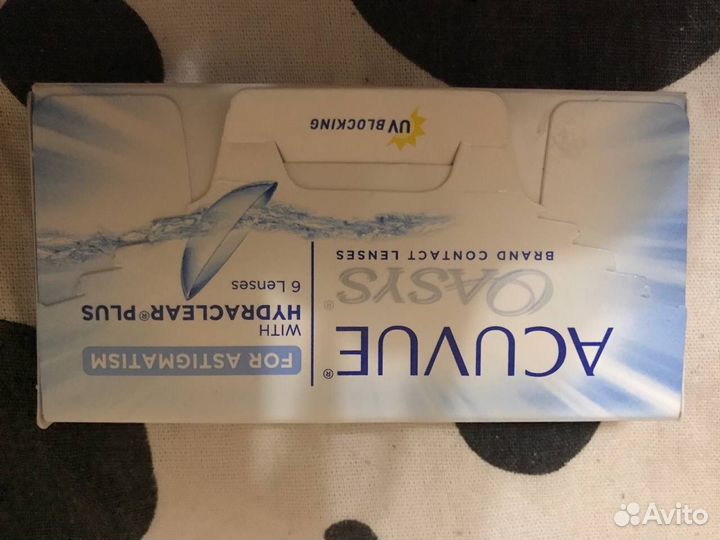 ACUVUE®
OASYS®
BRAND CONTACT LENSES
FOR ASTIGMATISM
WITH
HYDRACLEAR® PLUS
6 Lenses
UV BLOCKING
Avito